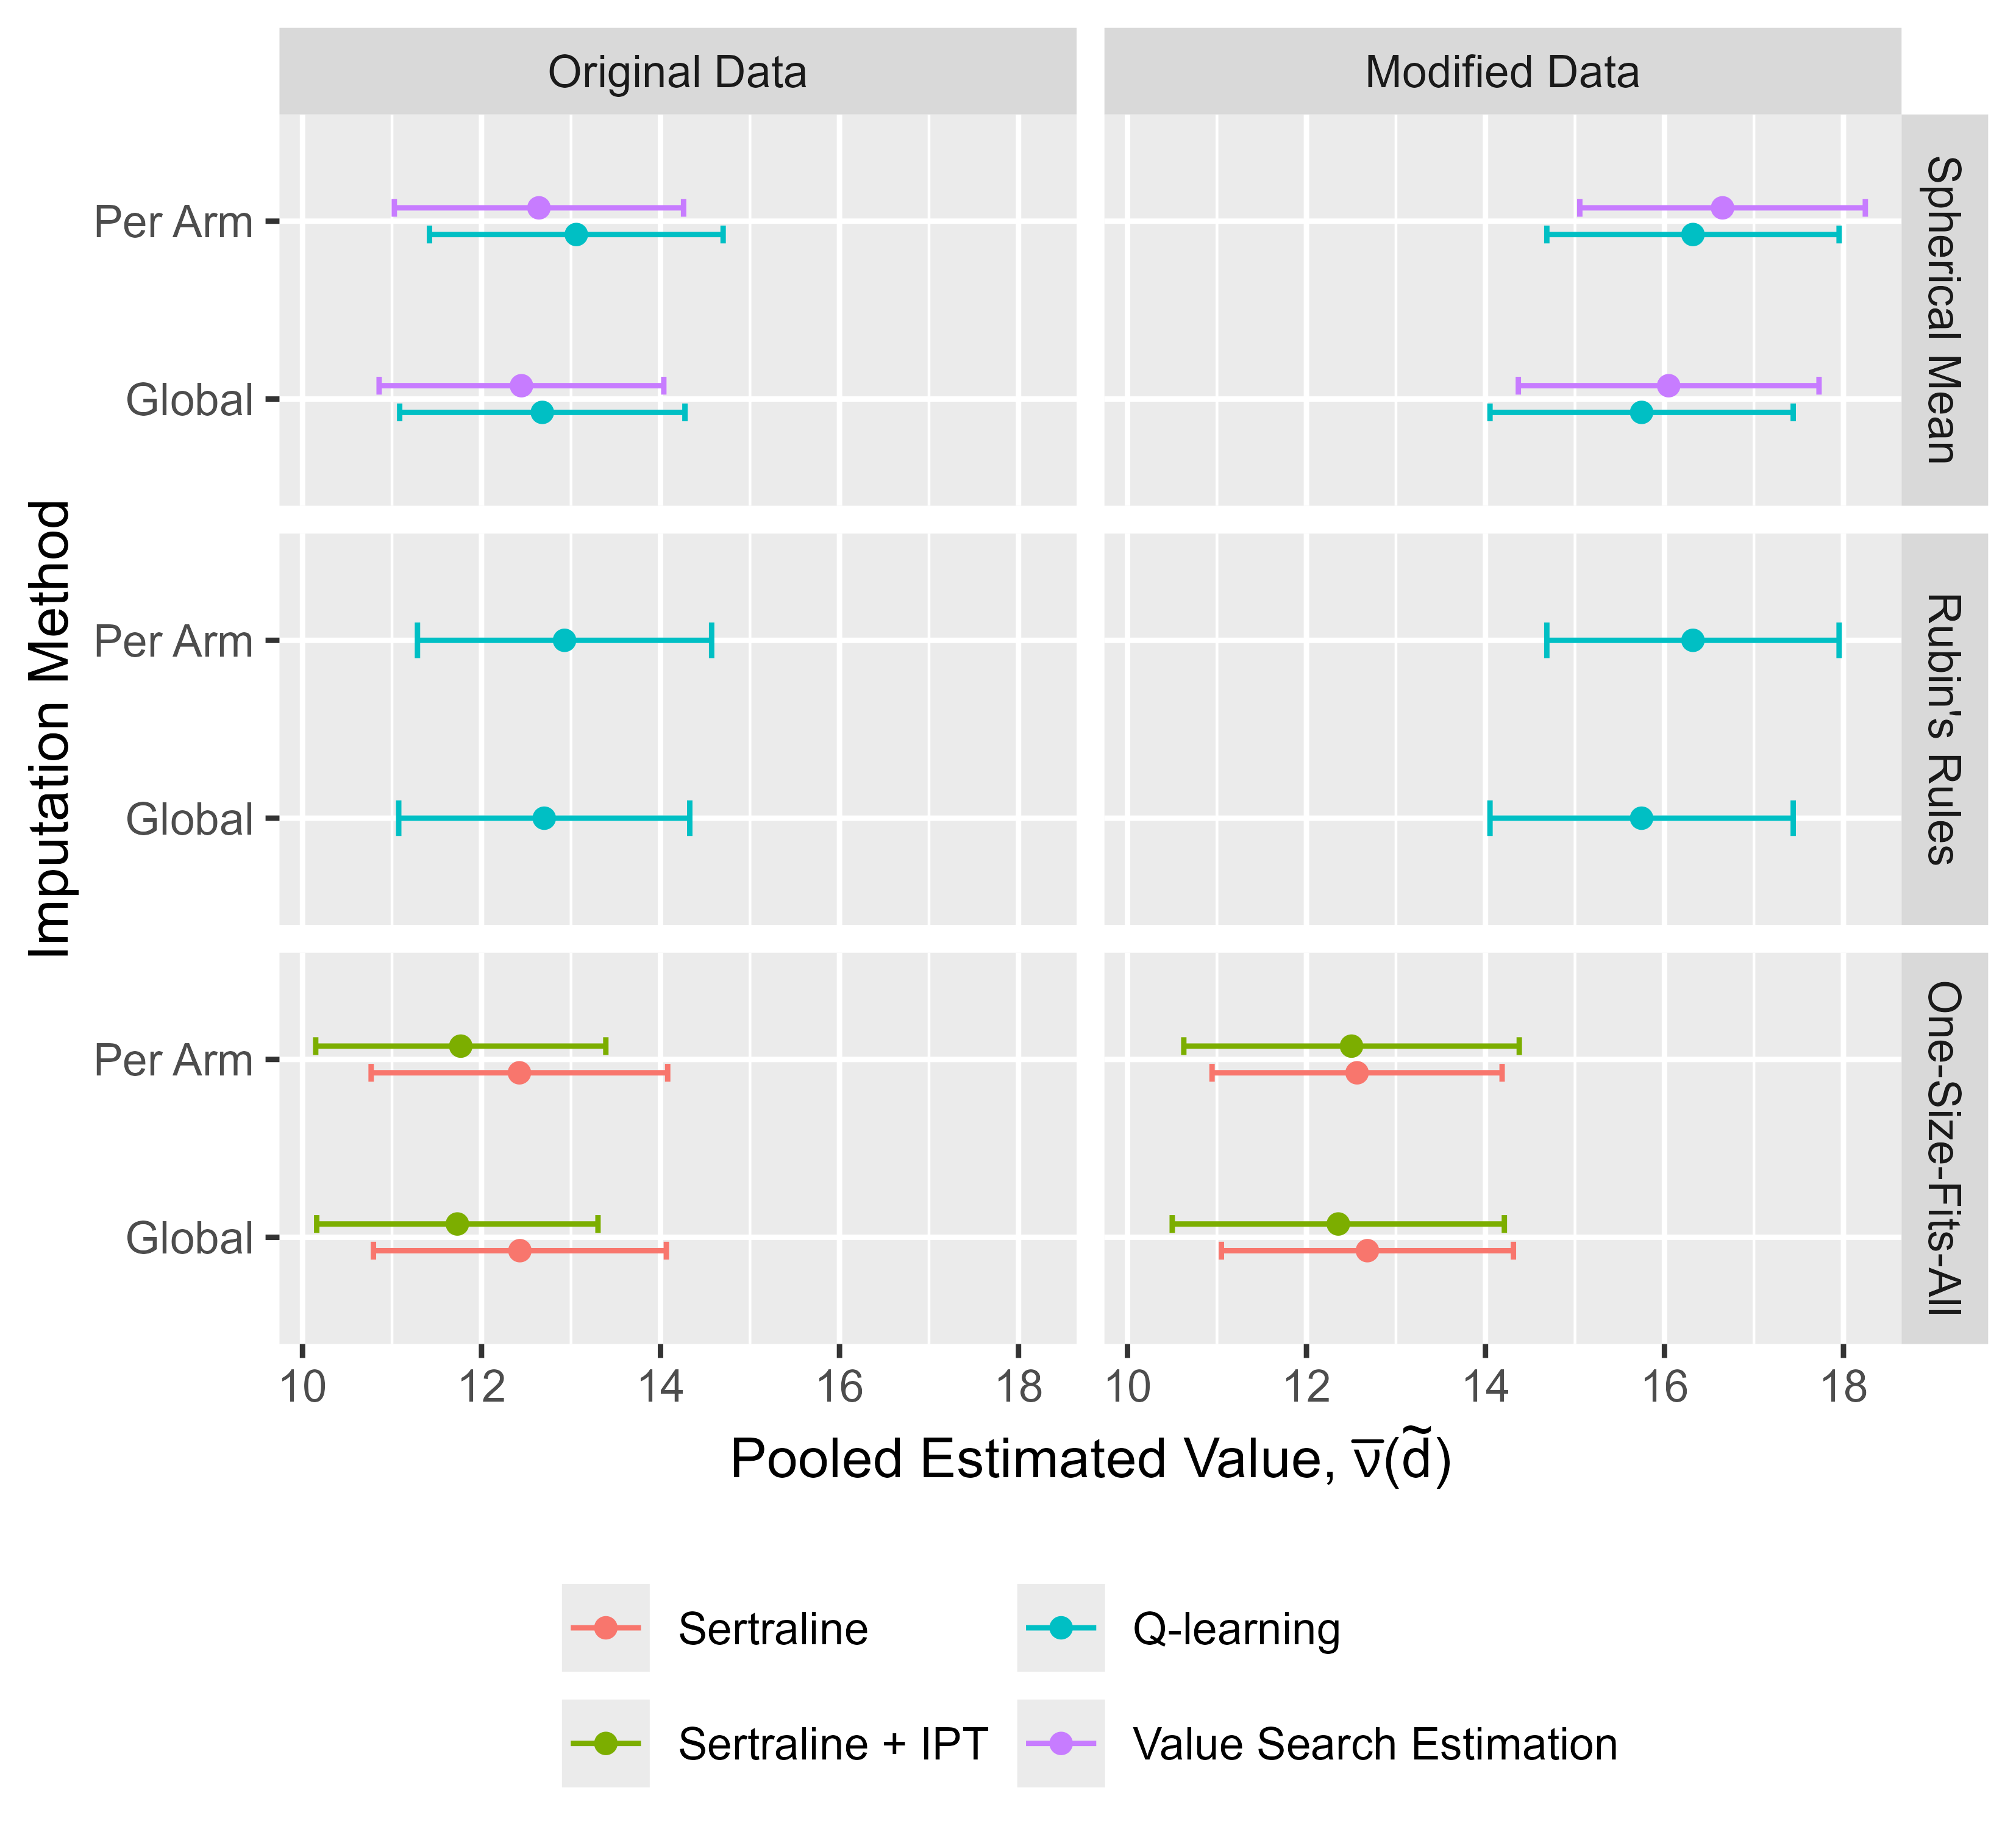 Original Data
Modified Data
Per Arm
Global
Spherical Mean
Per Arm
Global
Rubin's Rules
Per Arm
Global
One-Size-Fits-All
Imputation Method
10 12 14 16 18
10 12 14 16 18
Pooled Estimated Value, ν̅(d̃)
Sertraline
Q-learning
Sertraline + IPT
Value Search Estimation